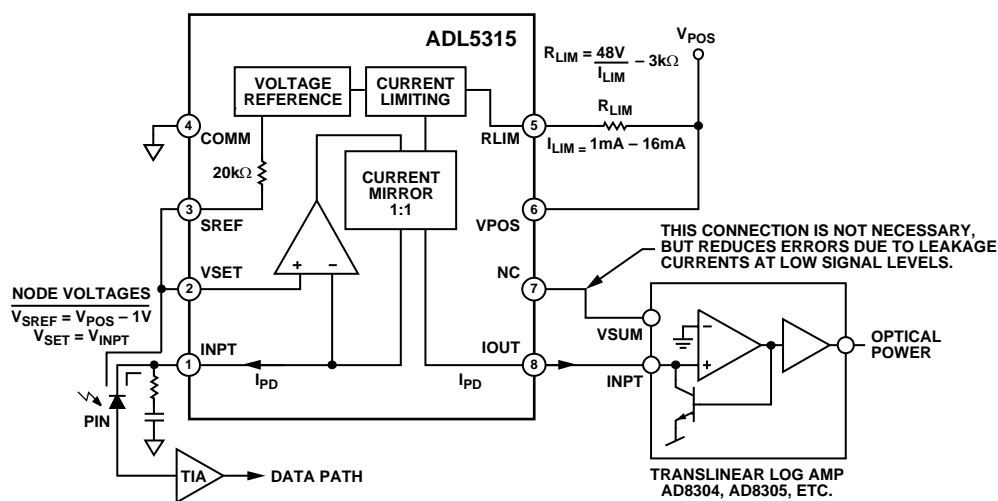 ADL5315
VOLTAGE
REFERENCE
CURRENT
LIMITING
R_LIM = 48V / I_LIM – 3kΩ
V_POS
R_LIM
I_LIM = 1mA – 16mA
4
COMM
5
RLIM
20kΩ
CURRENT
MIRROR
1:1
3
SREF
6
VPOS
THIS CONNECTION IS NOT NECESSARY,
BUT REDUCES ERRORS DUE TO LEAKAGE
CURRENTS AT LOW SIGNAL LEVELS.
+ –
VSET
2
NC
7
NODE VOLTAGES
V_SREF = V_POS – 1V
V_SET = V_INPT
VSUM
–
+
OPTICAL
POWER
INPT
1
I_PD
IOUT
8
I_PD
INPT
PIN
TIA
DATA PATH
TRANSLINEAR LOG AMP
AD8304, AD8305, ETC.